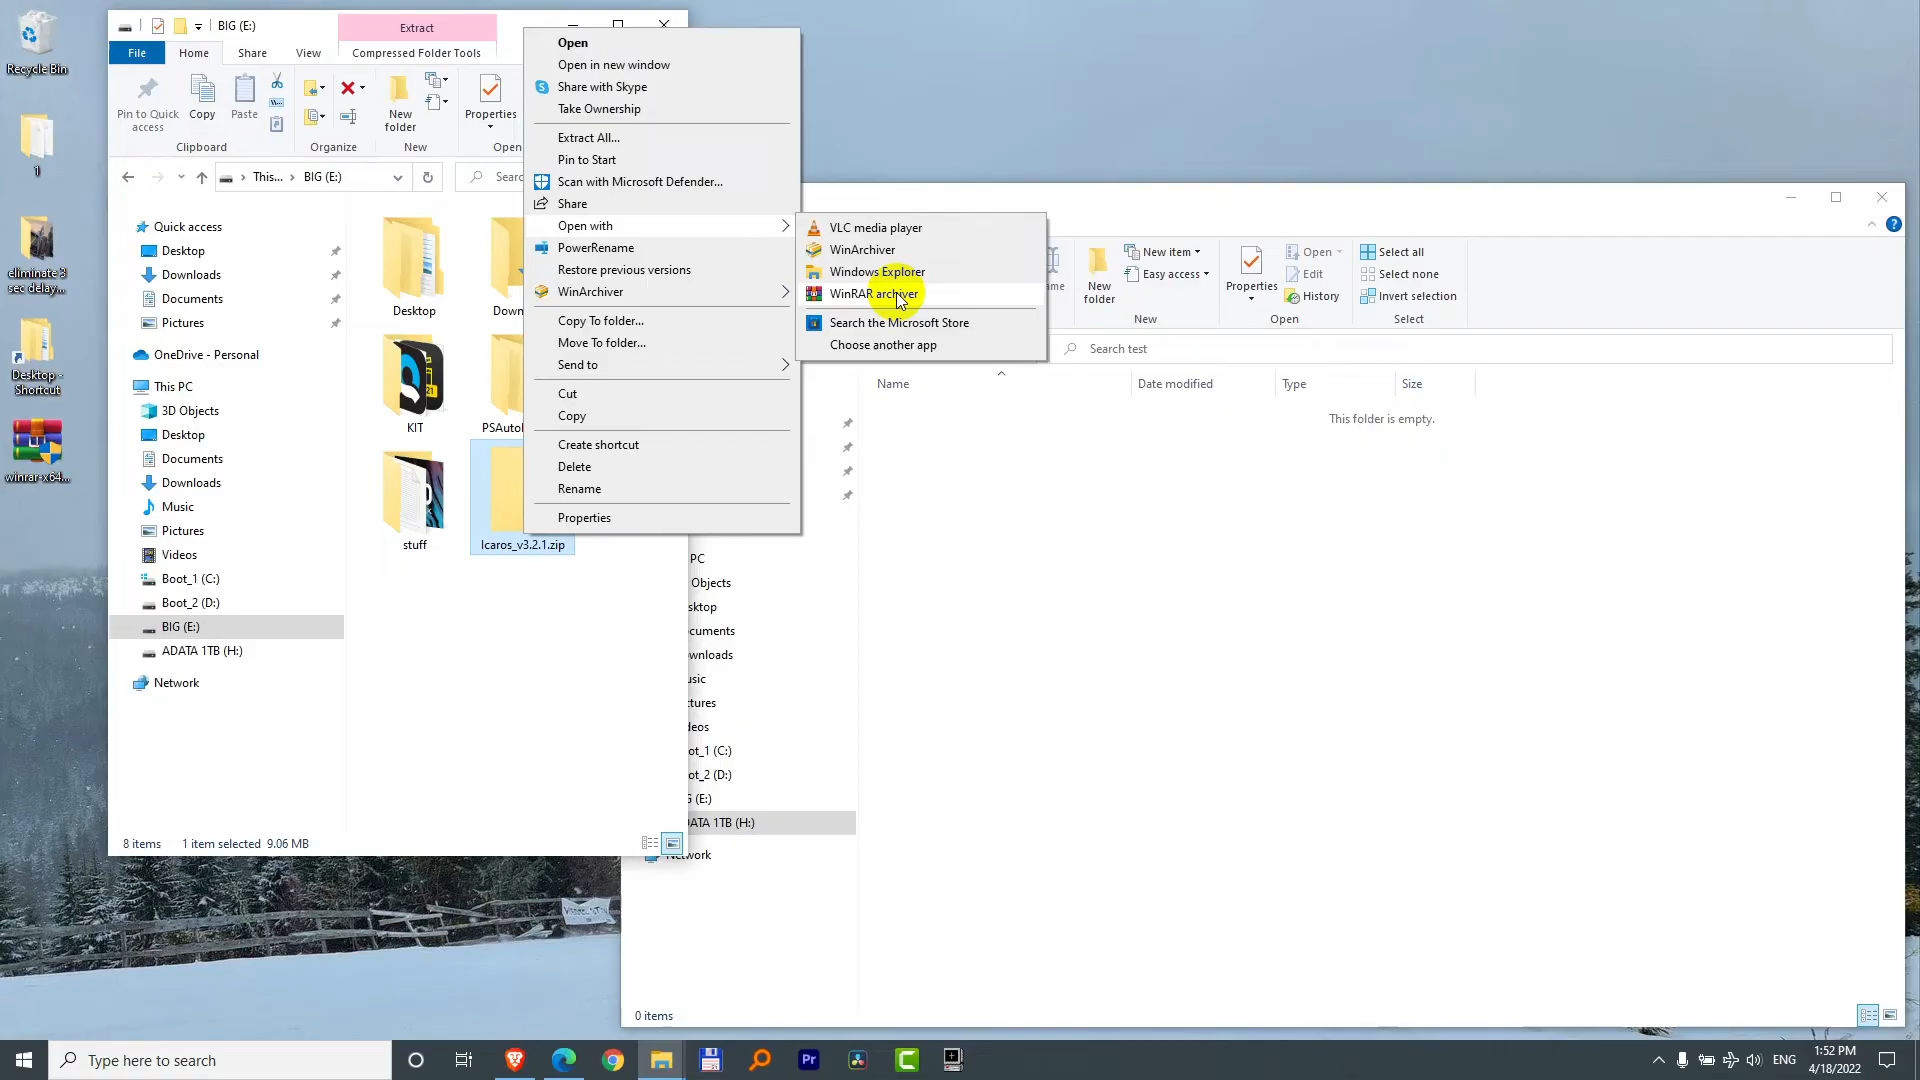 Recycle Bin
1
eliminate 3
sec delay...
Desktop -
Shortcut
winrar-x64...
BIG (E:)
Extract
File
Home
Share
View
Compressed Folder Tools
Pin to Quick
access
Copy
Paste
New
folder
Properties
Clipboard
Organize
New
Open
This...
BIG (E:)
Searc
Quick access
Desktop
Downloads
Documents
Pictures
OneDrive - Personal
This PC
3D Objects
Desktop
Documents
Downloads
Music
Pictures
Videos
Boot_1 (C:)
Boot_2 (D:)
BIG (E:)
ADATA 1TB (H:)
Network
Desktop
Down
KIT
PSAuto
stuff
Icaros_v3.2.1.zip
8 items
1 item selected 9.06 MB
Open
Open in new window
Share with Skype
Take Ownership
Extract All...
Pin to Start
Scan with Microsoft Defender...
Share
Open with
PowerRename
Restore previous versions
WinArchiver
Copy To folder...
Move To folder...
Send to
Cut
Copy
Create shortcut
Delete
Rename
Properties
VLC media player
WinArchiver
Windows Explorer
WinRAR archiver
Search the Microsoft Store
Choose another app
ame
New
folder
New item
Easy access
New
Properties
Open
Edit
History
Open
Select all
Select none
Invert selection
Select
Search test
Name
Date modified
Type
Size
This folder is empty.
PC
Objects
sktop
cuments
wnloads
usic
ctures
deos
ot_1 (C:)
ot_2 (D:)
G (E:)
DATA 1TB (H:)
Network
0 items
Type here to search
Pr
ENG
1:52 PM
4/18/2022